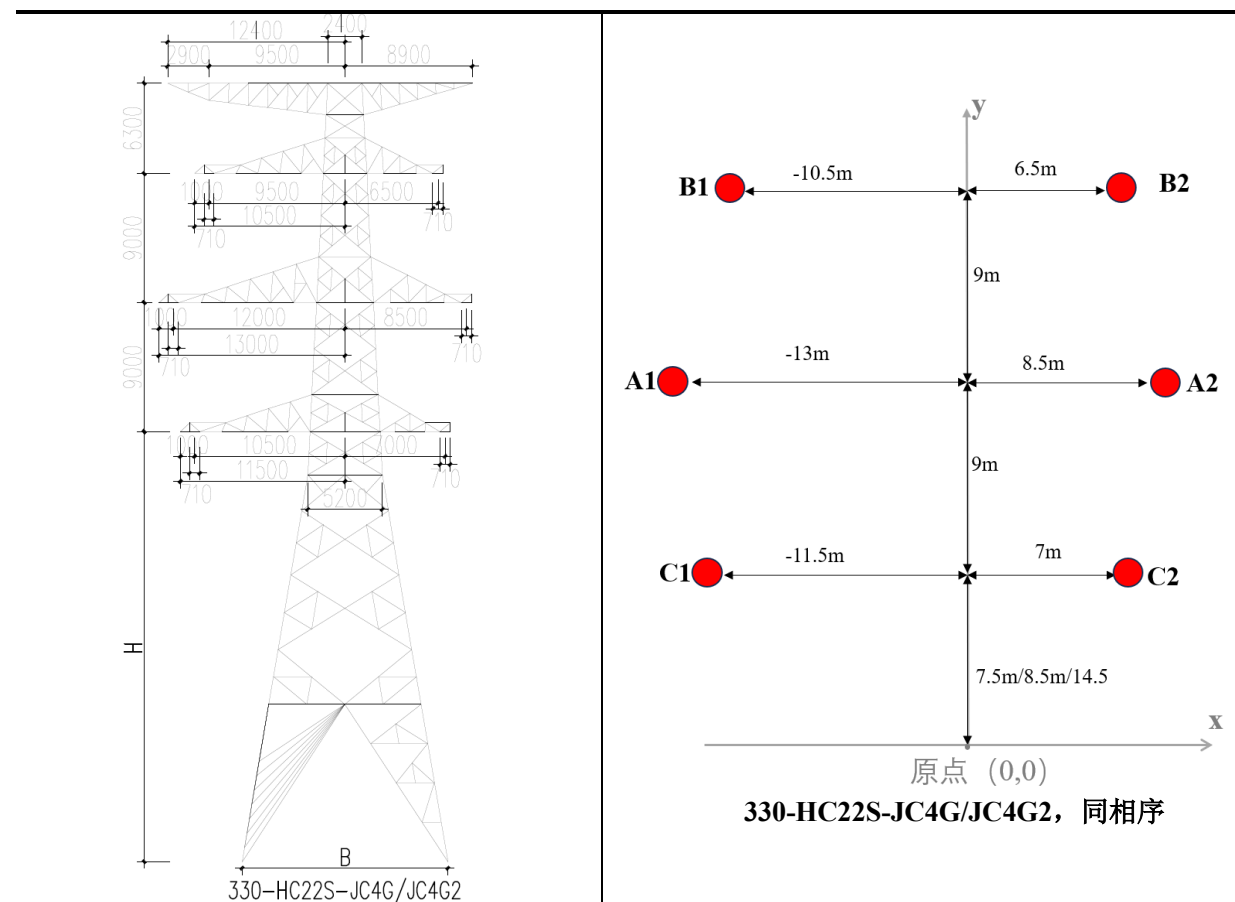 12400
2400
2900
9500
8900
6300
1000
9500
6500
10500
710
710
9000
1000
12000
8500
13000
710
710
9000
1000
10500
7000
11500
710
710
5200
H
B
330-HC22S-JC4G/JC4G2
y
B1
-10.5m
6.5m
B2
9m
A1
-13m
8.5m
A2
9m
C1
-11.5m
7m
C2
7.5m/8.5m/14.5
x
原点（0,0）
330-HC22S-JC4G/JC4G2，同相序